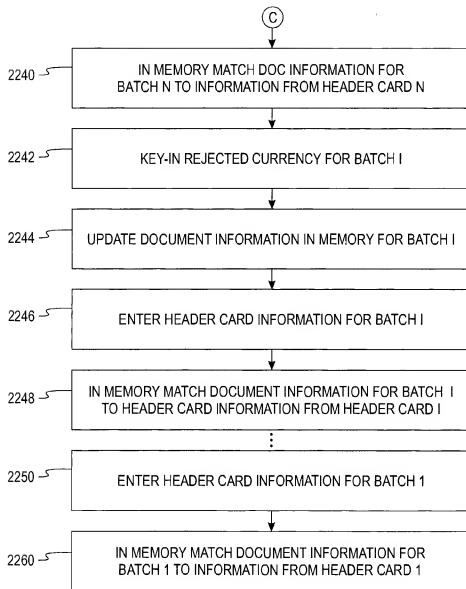 C
2240
IN MEMORY MATCH DOC INFORMATION FOR
BATCH N TO INFORMATION FROM HEADER CARD N
2242
KEY-IN REJECTED CURRENCY FOR BATCH I
2244
UPDATE DOCUMENT INFORMATION IN MEMORY FOR BATCH I
2246
ENTER HEADER CARD INFORMATION FOR BATCH I
2248
IN MEMORY MATCH DOCUMENT INFORMATION FOR BATCH I
TO HEADER CARD INFORMATION FROM HEADER CARD I
2250
ENTER HEADER CARD INFORMATION FOR BATCH 1
2260
IN MEMORY MATCH DOCUMENT INFORMATION FOR
BATCH 1 TO INFORMATION FROM HEADER CARD 1